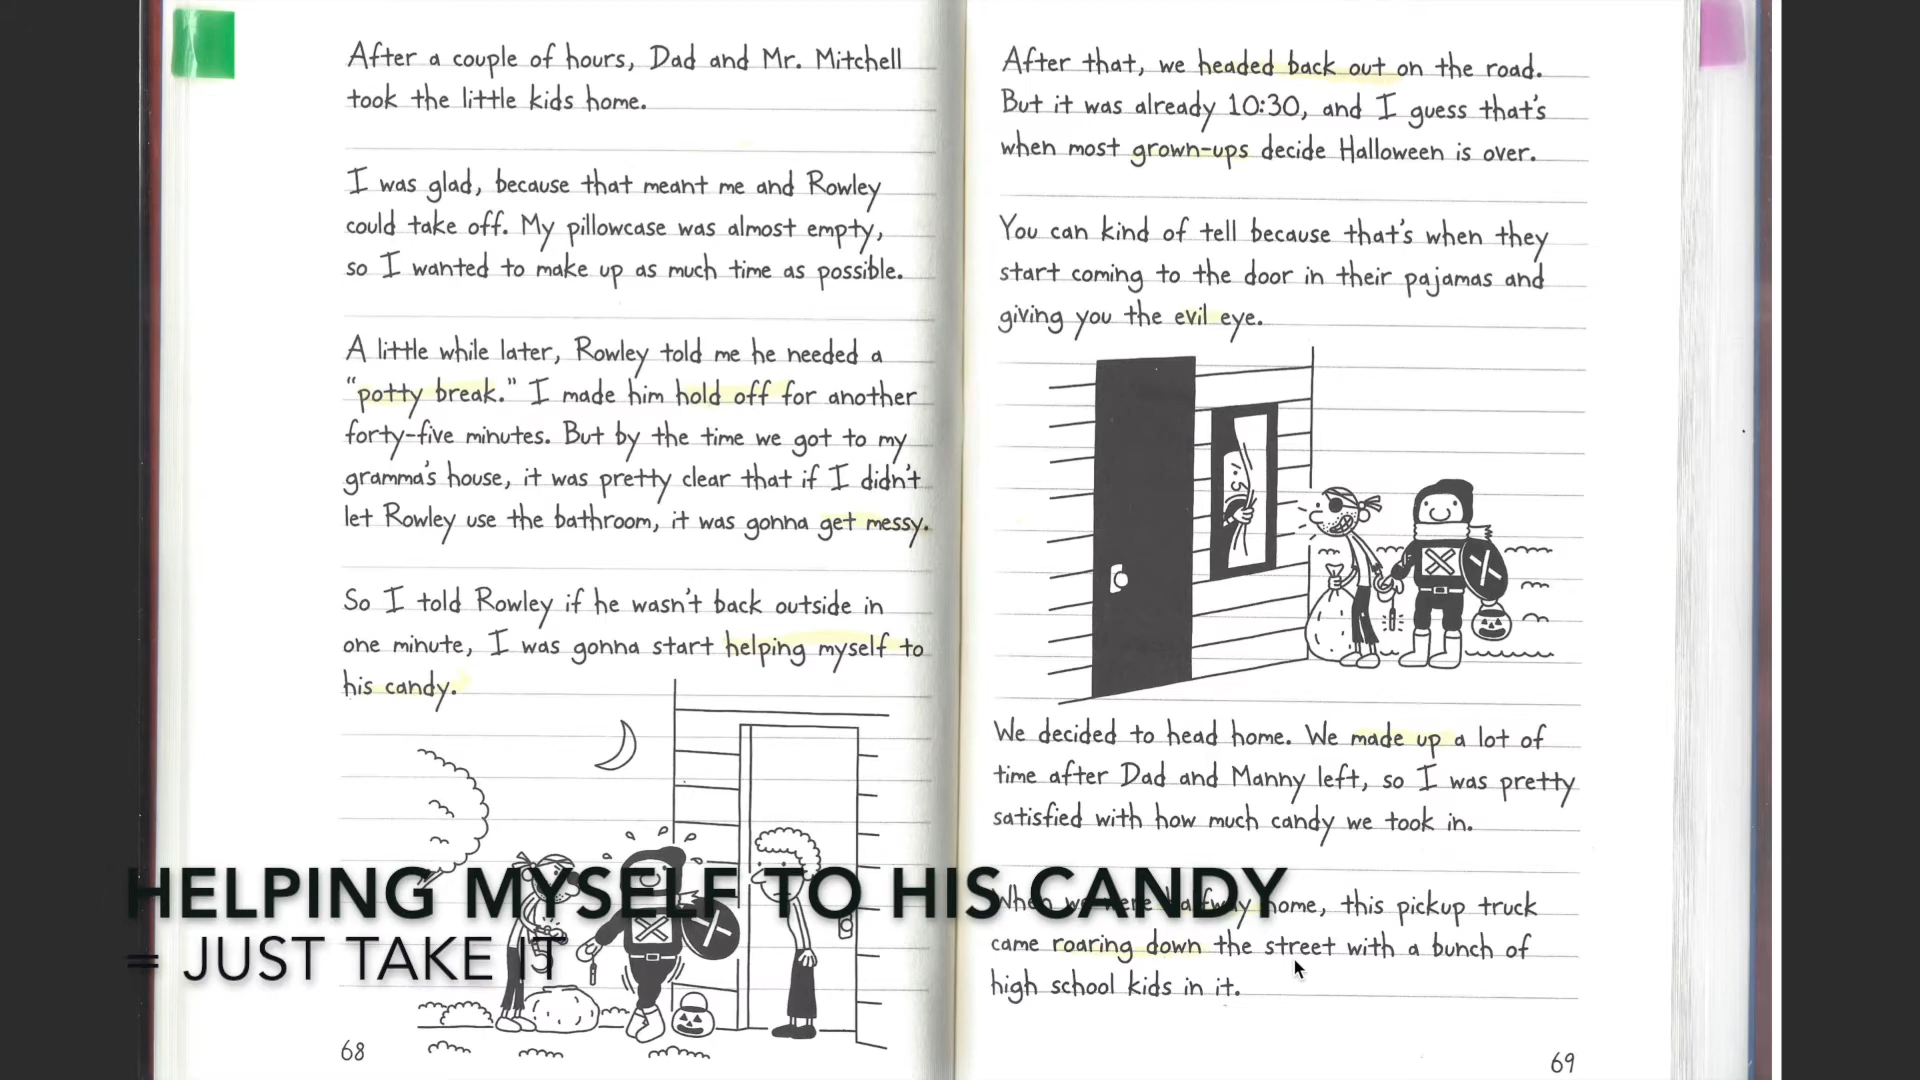 After a couple of hours, Dad and Mr. Mitchell
took the little kids home.
I was glad, because that meant me and Rowley
could take off. My pillowcase was almost empty,
so I wanted to make up as much time as possible.
A little while later, Rowley told me he needed a
“potty break.” I made him hold off for another
forty-five minutes. But by the time we got to my
gramma's house, it was pretty clear that if I didn't
let Rowley use the bathroom, it was gonna get messy.
So I told Rowley if he wasn't back outside in
one minute, I was gonna start helping myself to
his candy.
68
After that, we headed back out on the road.
But it was already 10:30, and I guess that's
when most grown-ups decide Halloween is over.
You can kind of tell because that's when they
start coming to the door in their pajamas and
giving you the evil eye.
We decided to head home. We made up a lot of
time after Dad and Manny left, so I was pretty
satisfied with how much candy we took in.
When we were halfway home, this pickup truck
came roaring down the street with a bunch of
high school kids in it.
69
HELPING MYSELF TO HIS CANDY
= JUST TAKE IT